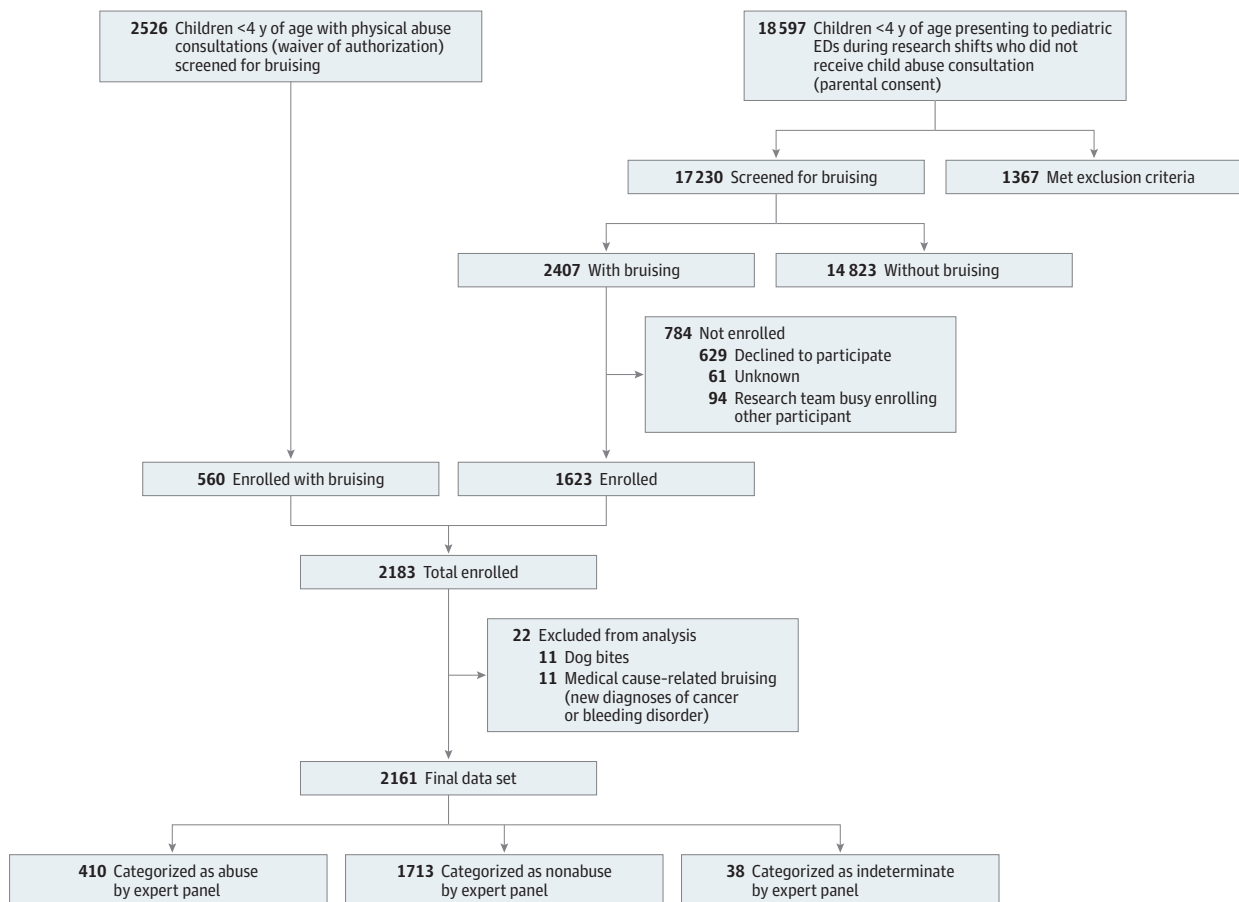 2526 Children <4 y of age with physical abuse
consultations (waiver of authorization)
screened for bruising
18 597 Children <4 y of age presenting to pediatric
EDs during research shifts who did not
receive child abuse consultation
(parental consent)
17 230 Screened for bruising
1367 Met exclusion criteria
2407 With bruising
14 823 Without bruising
784 Not enrolled
629 Declined to participate
61 Unknown
94 Research team busy enrolling
other participant
560 Enrolled with bruising
1623 Enrolled
2183 Total enrolled
22 Excluded from analysis
11 Dog bites
11 Medical cause-related bruising
(new diagnoses of cancer
or bleeding disorder)
2161 Final data set
410 Categorized as abuse
by expert panel
1713 Categorized as nonabuse
by expert panel
38 Categorized as indeterminate
by expert panel